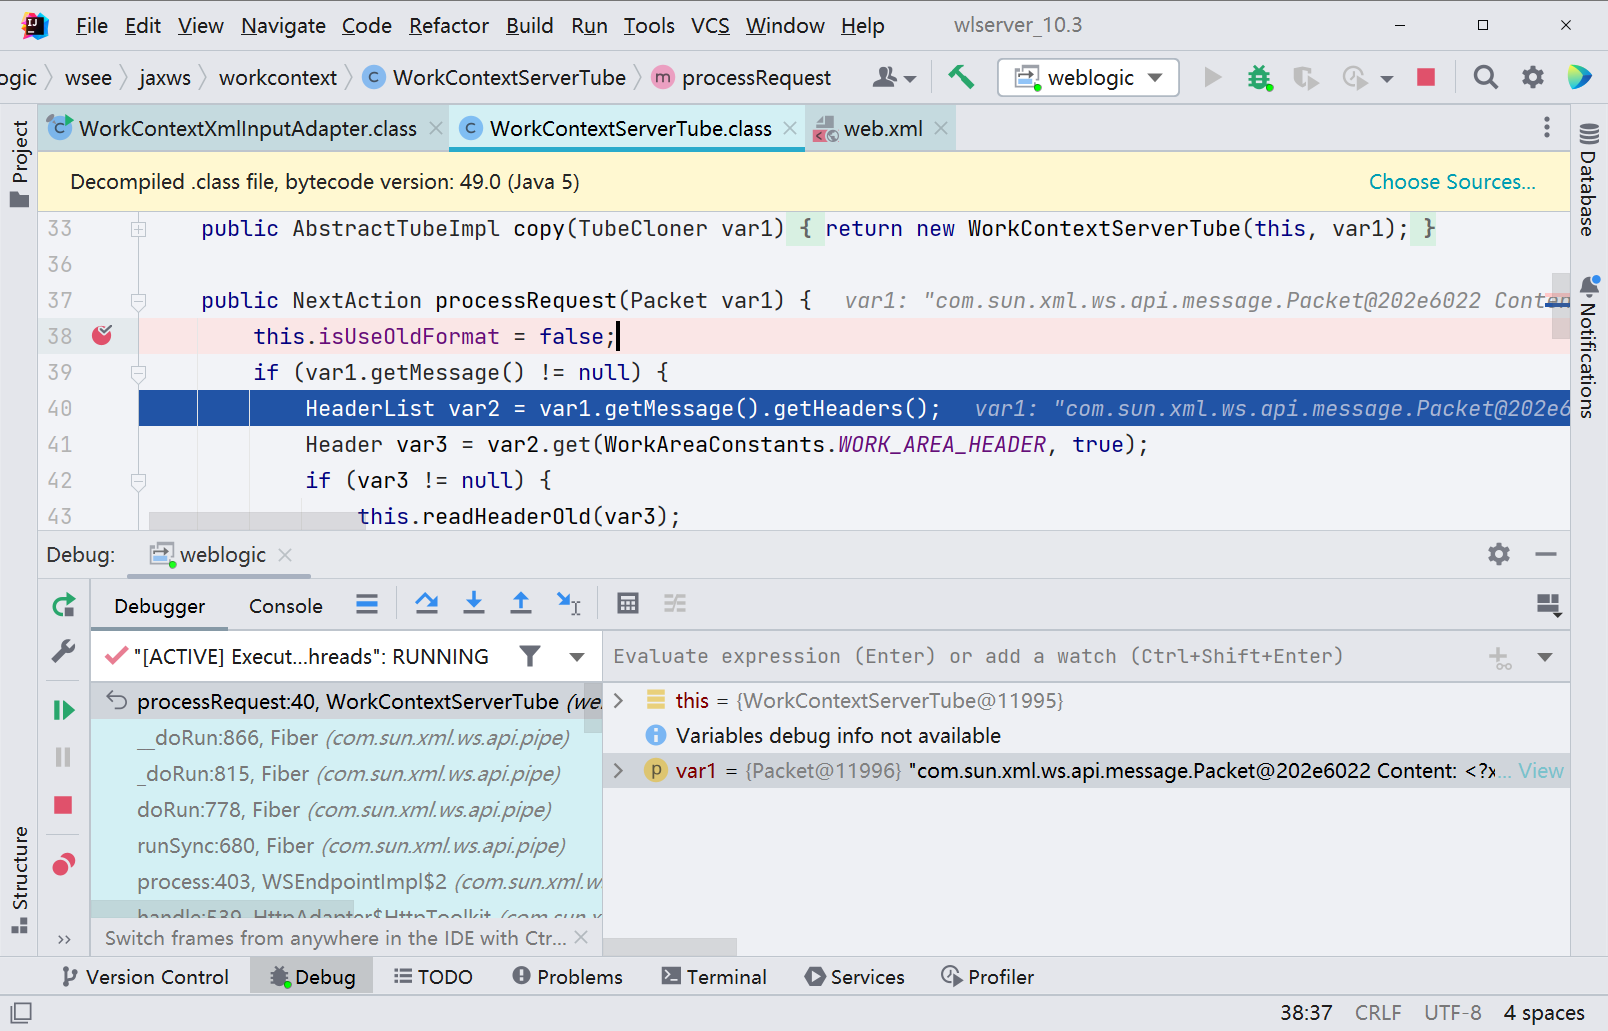 File Edit View Navigate Code Refactor Build Run Tools VCS Window Help wlserver_10.3
ogic wsee jaxws workcontext WorkContextServerTube processRequest weblogic
Project
WorkContextXmlInputAdapter.class WorkContextServerTube.class web.xml
Database
Notifications
Decompiled .class file, bytecode version: 49.0 (Java 5) Choose Sources...
33 public AbstractTubeImpl copy(TubeCloner var1) { return new WorkContextServerTube(this, var1); }
36
37 public NextAction processRequest(Packet var1) { var1: "com.sun.xml.ws.api.message.Packet@202e6022 Conten
38 this.isUseOldFormat = false;
39 if (var1.getMessage() != null) {
40 HeaderList var2 = var1.getMessage().getHeaders(); var1: "com.sun.xml.ws.api.message.Packet@202e6
41 Header var3 = var2.get(WorkAreaConstants.WORK_AREA_HEADER, true);
42 if (var3 != null) {
43 this.readHeaderOld(var3);
Debug: weblogic
Debugger Console
"[ACTIVE] Execut...hreads": RUNNING
Evaluate expression (Enter) or add a watch (Ctrl+Shift+Enter)
processRequest:40, WorkContextServerTube (we
__doRun:866, Fiber (com.sun.xml.ws.api.pipe)
_doRun:815, Fiber (com.sun.xml.ws.api.pipe)
doRun:778, Fiber (com.sun.xml.ws.api.pipe)
runSync:680, Fiber (com.sun.xml.ws.api.pipe)
process:403, WSEndpointImpl$2 (com.sun.xml.w
handle:539, HttpAdapter$HttpToolkit (com.sun.x
Switch frames from anywhere in the IDE with Ctr...
this = {WorkContextServerTube@11995}
Variables debug info not available
var1 = {Packet@11996} "com.sun.xml.ws.api.message.Packet@202e6022 Content: <?x... View
Structure
Version Control Debug TODO Problems Terminal Services Profiler
38:37 CRLF UTF-8 4 spaces